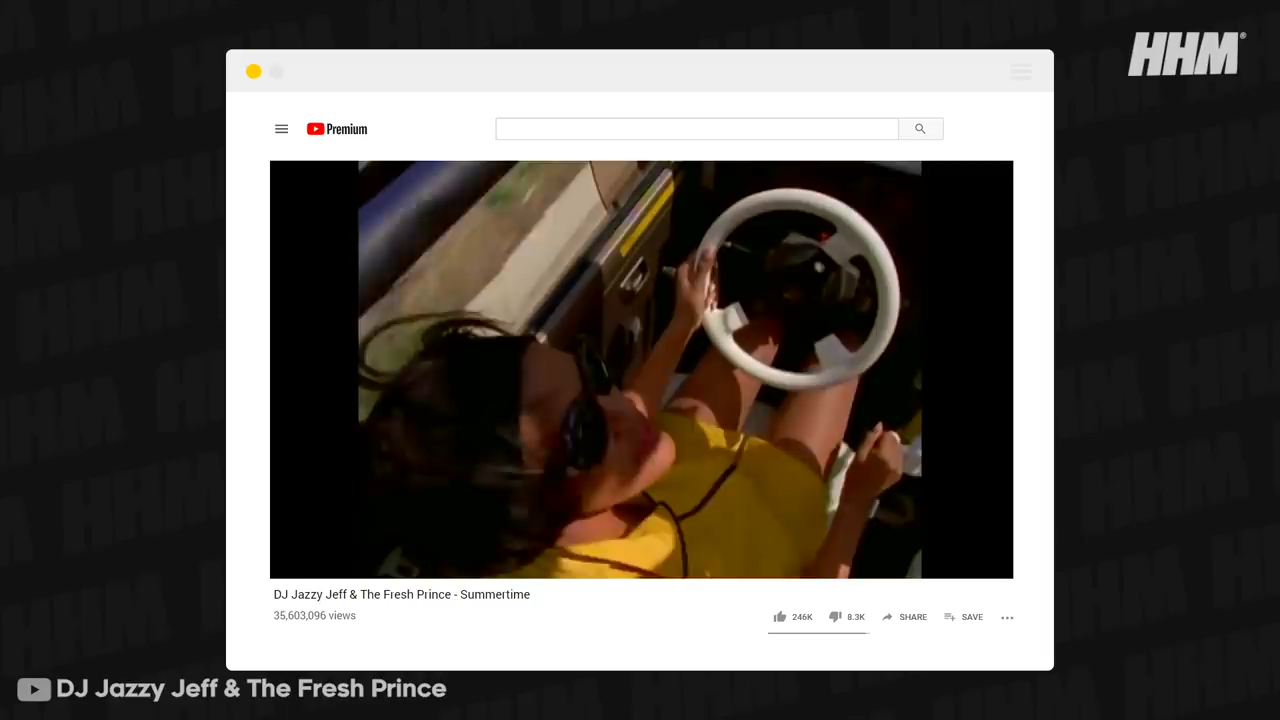 HHM®
Premium
DJ Jazzy Jeff & The Fresh Prince - Summertime
35,603,096 views
246K 8.3K SHARE SAVE
DJ Jazzy Jeff & The Fresh Prince